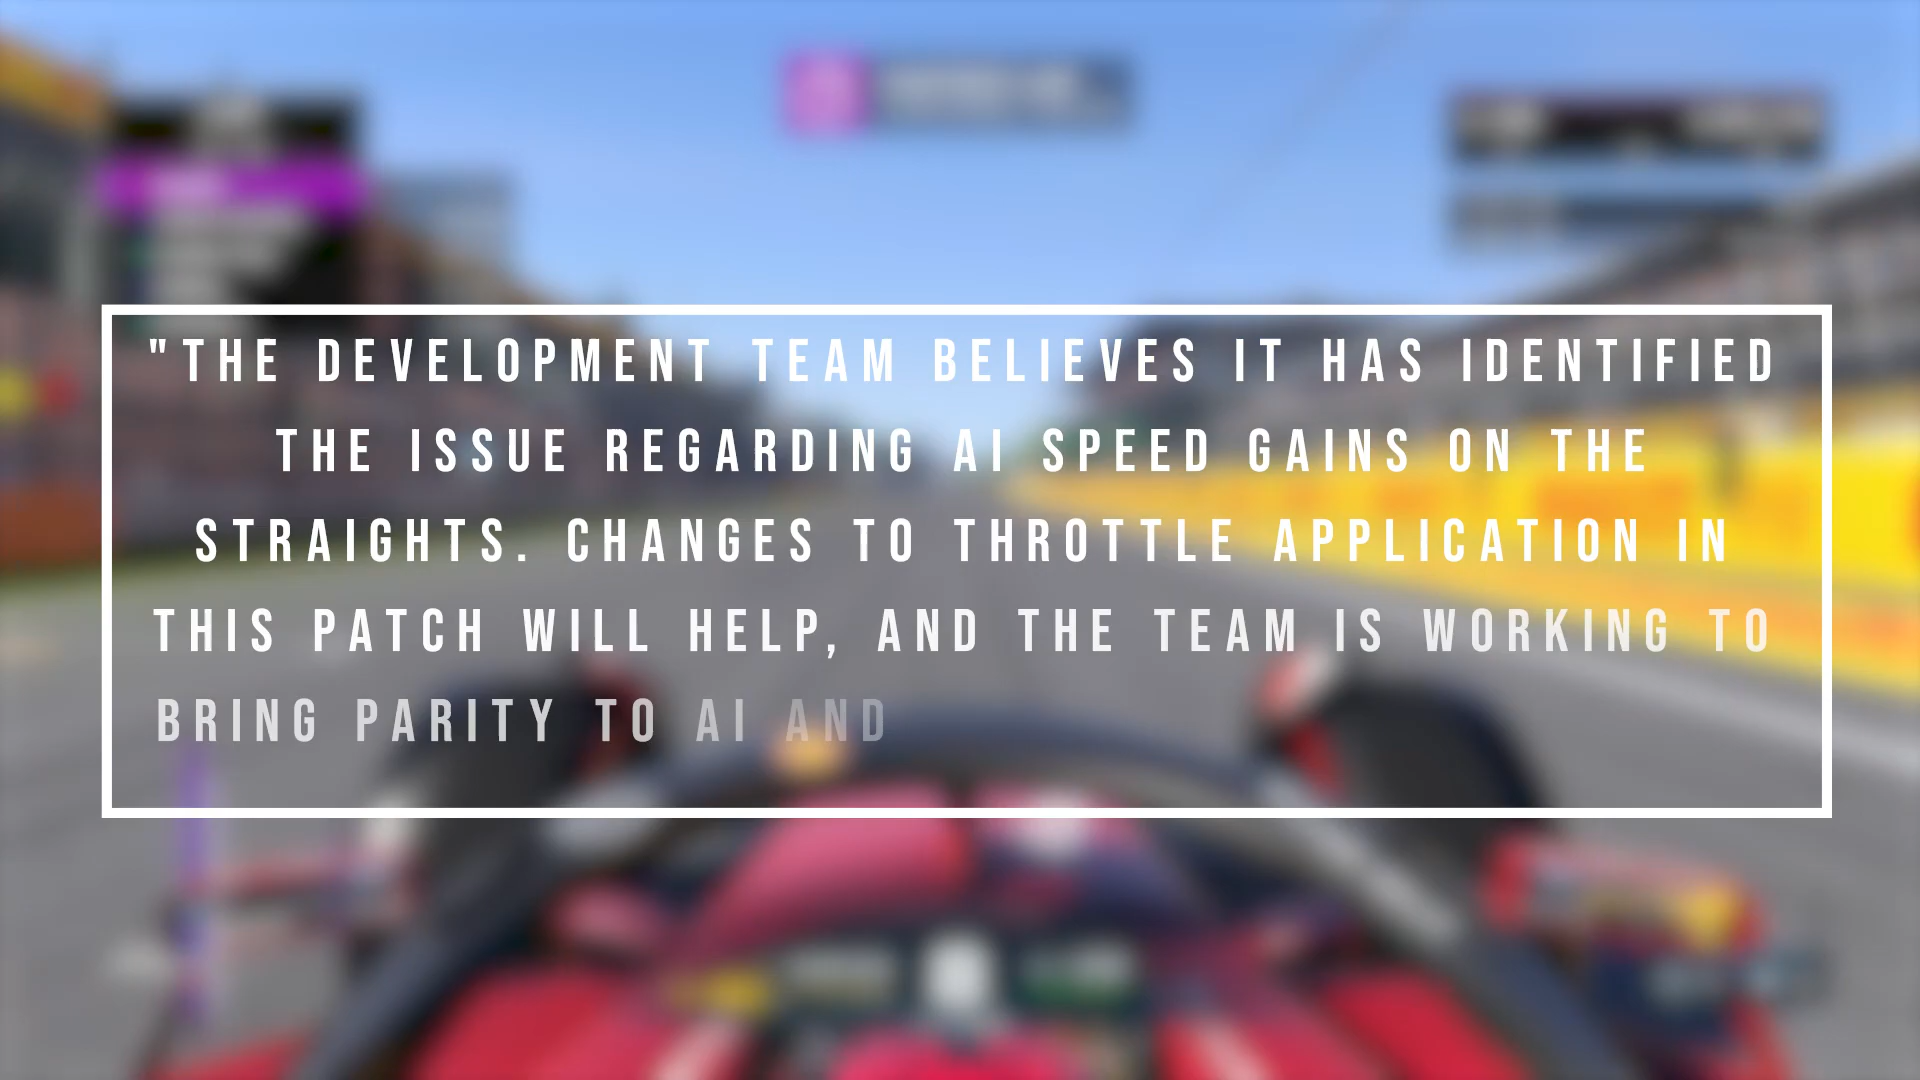 "THE DEVELOPMENT TEAM BELIEVES IT HAS IDENTIFIED
THE ISSUE REGARDING AI SPEED GAINS ON THE
STRAIGHTS. CHANGES TO THROTTLE APPLICATION IN
THIS PATCH WILL HELP, AND THE TEAM IS WORKING TO
BRING PARITY TO AI AND